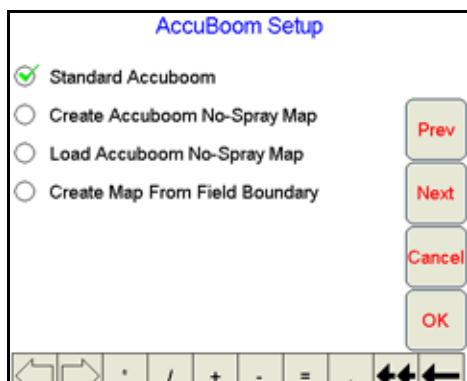 AccuBoom Setup
Standard Accuboom
Create Accuboom No-Spray Map
Load Accuboom No-Spray Map
Create Map From Field Boundary
Prev
Next
Cancel
OK
/ + - =